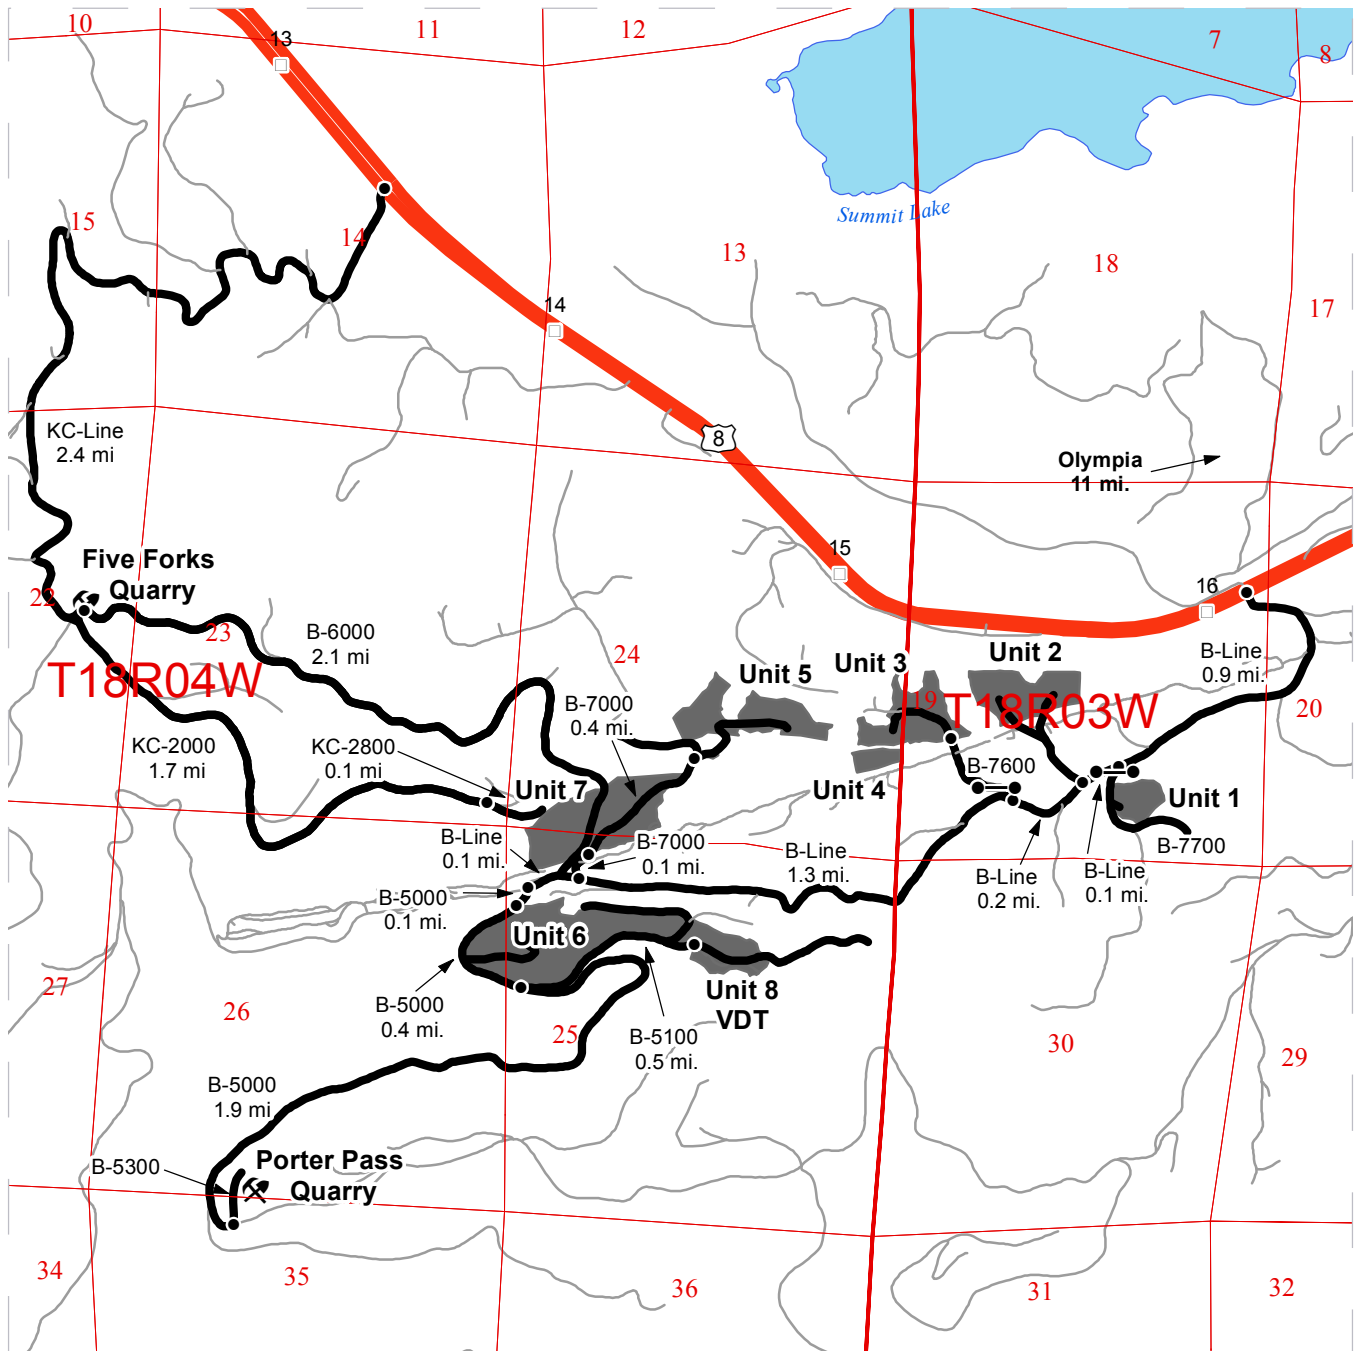 10
11
12
7
8
13
15
14
Summit Lake
13
18
14
17
KC-Line
2.4 mi
8
Olympia
11 mi.
15
Five Forks
Quarry
22
23
16
B-6000
2.1 mi
24
T18R04W
Unit 5
Unit 3
Unit 2
B-Line
0.9 mi.
B-7000
0.4 mi.
19
T18R03W
20
KC-2000
1.7 mi
KC-2800
0.1 mi
B-7600
Unit 7
Unit 4
Unit 1
B-Line
0.1 mi.
B-7000
0.1 mi.
B-Line
1.3 mi.
B-7700
B-Line
0.2 mi.
B-Line
0.1 mi.
B-5000
0.1 mi.
Unit 6
27
26
B-5000
0.4 mi.
Unit 8
VDT
25
B-5100
0.5 mi.
30
29
B-5000
1.9 mi
B-5300
Porter Pass
Quarry
34
35
36
31
32